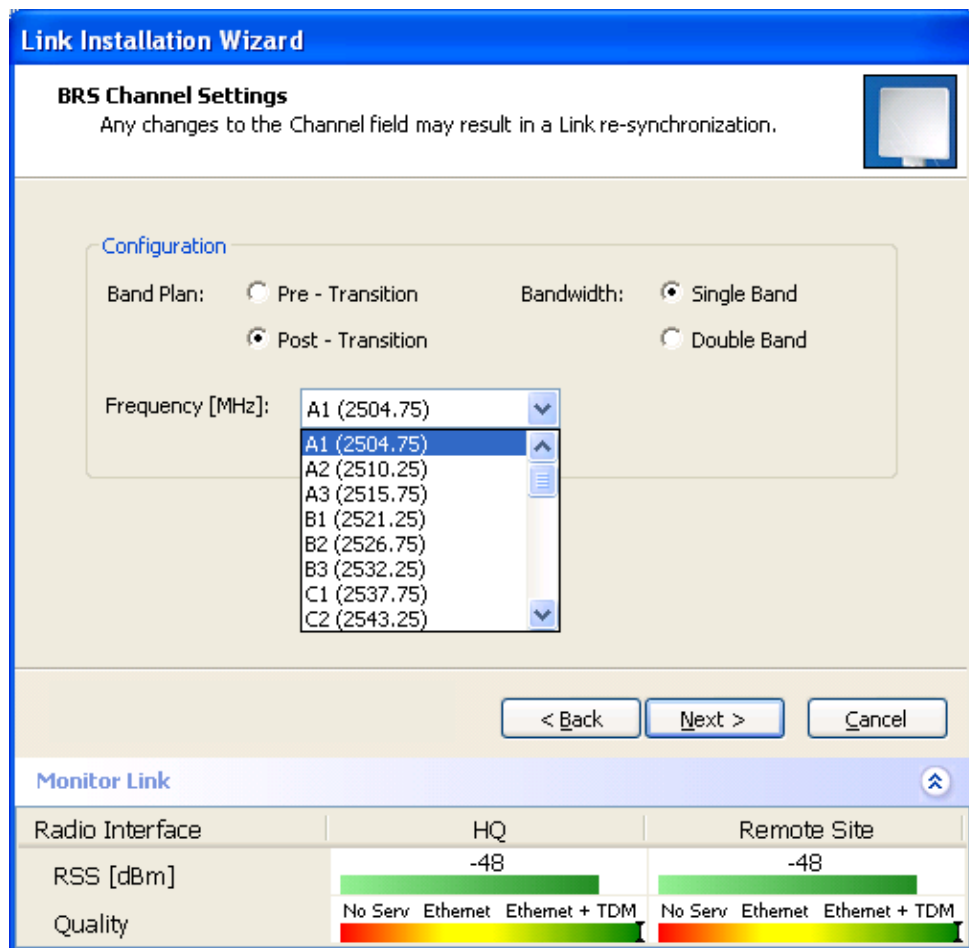 Link Installation Wizard
BRS Channel Settings
Any changes to the Channel field may result in a Link re-synchronization.
Configuration
Band Plan: Pre - Transition Bandwidth: Single Band
Post - Transition Double Band
Frequency [MHz]: A1 (2504.75)
A1 (2504.75)
A2 (2510.25)
A3 (2515.75)
B1 (2521.25)
B2 (2526.75)
B3 (2532.25)
C1 (2537.75)
C2 (2543.25)
< Back Next > Cancel
Monitor Link
Radio Interface HQ Remote Site
RSS [dBm] -48 -48
Quality No Serv Ethernet Ethernet + TDM No Serv Ethernet Ethernet + TDM